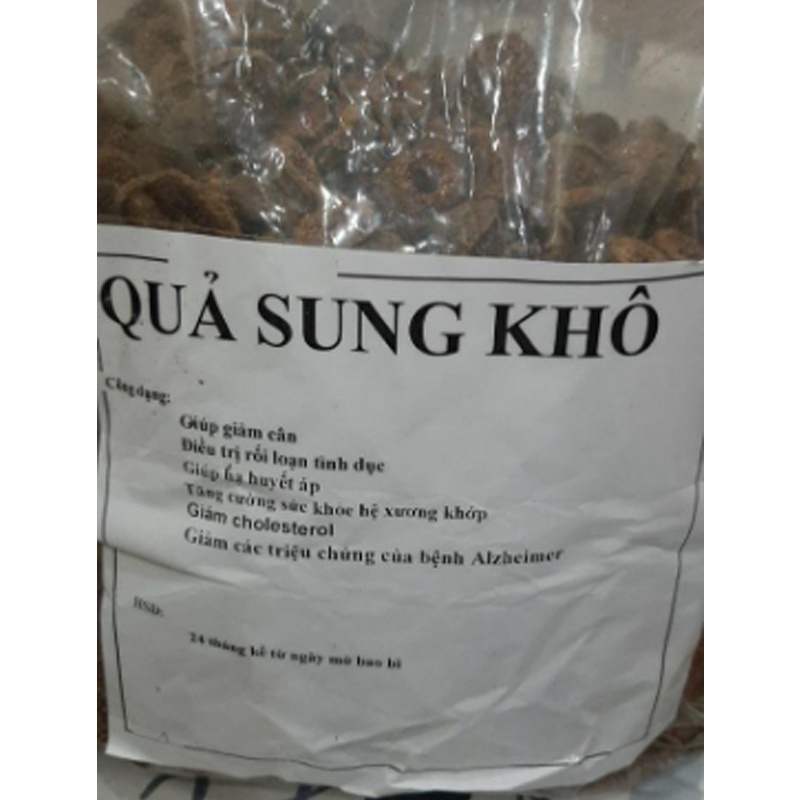 QUẢ SUNG KHÔ
Công dụng:
Giúp giảm cân
Điều trị rối loạn tình dục
Giúp hạ huyết áp
Tăng cường sức khỏe hệ xương khớp
Giảm cholesterol
Giảm các triệu chứng của bệnh Alzheimer
HSD:
24 tháng kể từ ngày mở bao bì